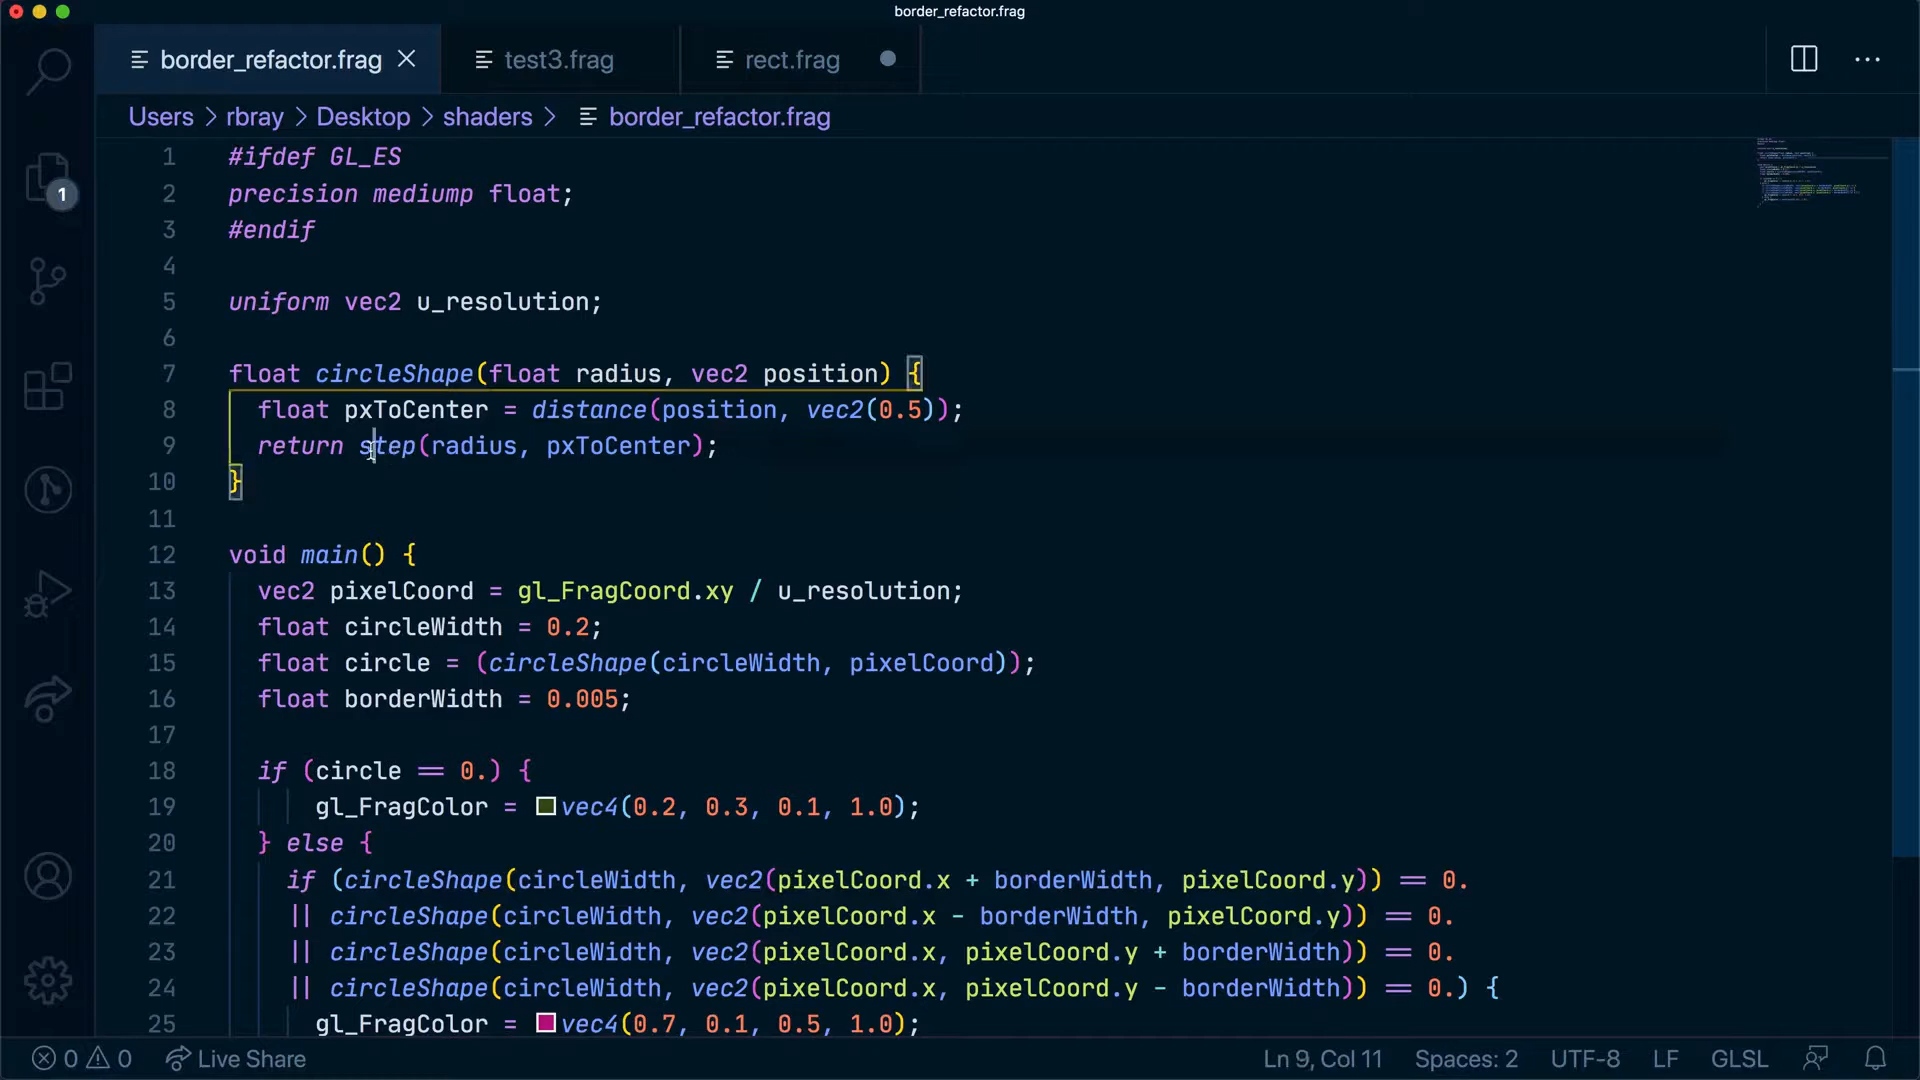 border_refactor.frag
border_refactor.frag test3.frag rect.frag
Users > rbray > Desktop > shaders > border_refactor.frag
1 #ifdef GL_ES
2 precision mediump float;
3 #endif
4
5 uniform vec2 u_resolution;
6
7 float circleShape(float radius, vec2 position) {
8 float pxToCenter = distance(position, vec2(0.5));
9 return step(radius, pxToCenter);
10 }
11
12 void main() {
13 vec2 pixelCoord = gl_FragCoord.xy / u_resolution;
14 float circleWidth = 0.2;
15 float circle = (circleShape(circleWidth, pixelCoord));
16 float borderWidth = 0.005;
17
18 if (circle == 0.) {
19 gl_FragColor = vec4(0.2, 0.3, 0.1, 1.0);
20 } else {
21 if (circleShape(circleWidth, vec2(pixelCoord.x + borderWidth, pixelCoord.y)) == 0.
22 || circleShape(circleWidth, vec2(pixelCoord.x - borderWidth, pixelCoord.y)) == 0.
23 || circleShape(circleWidth, vec2(pixelCoord.x, pixelCoord.y + borderWidth)) == 0.
24 || circleShape(circleWidth, vec2(pixelCoord.x, pixelCoord.y - borderWidth)) == 0.) {
25 gl_FragColor = vec4(0.7, 0.1, 0.5, 1.0);
1
0 0 Live Share Ln 9, Col 11 Spaces: 2 UTF-8 LF GLSL